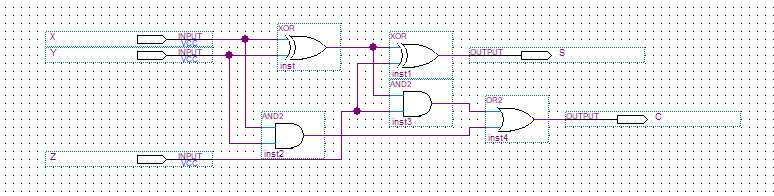 XOR
X INPUT
VCC
XOR
Y INPUT
VCC
OUTPUT S
inst
inst1
AND2
OR2
AND2
OUTPUT C
inst3
inst4
inst2
Z INPUT
VCC